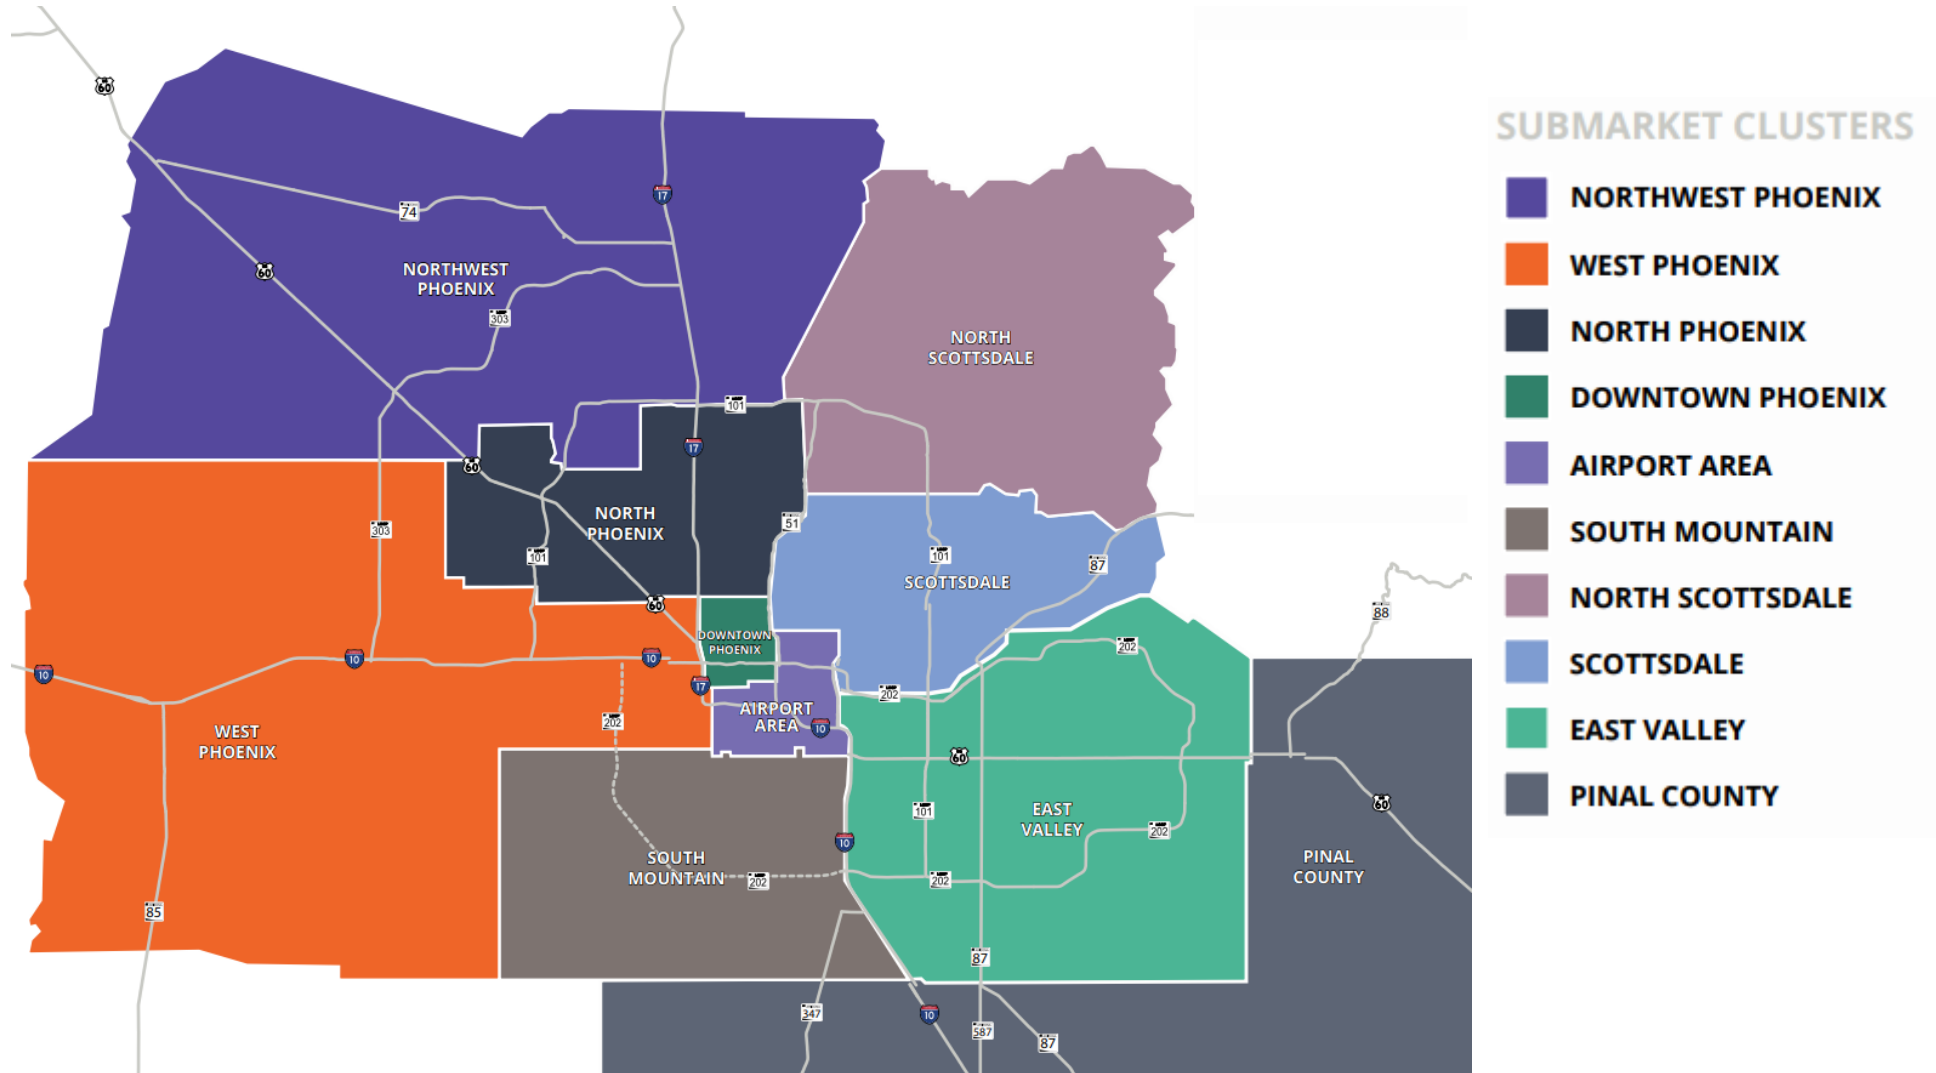 60
17
74
60
NORTHWEST
PHOENIX
303
NORTH
SCOTTSDALE
101
17
60
NORTH
PHOENIX
51
303
101
101
87
SCOTTSDALE
60
88
DOWNTOWN
PHOENIX
202
10
10
10
17
202
202
AIRPORT
AREA
10
WEST
PHOENIX
60
60
101
EAST
VALLEY
202
10
SOUTH
MOUNTAIN
202
202
PINAL
COUNTY
85
87
347
10
587
87
SUBMARKET CLUSTERS
NORTHWEST PHOENIX
WEST PHOENIX
NORTH PHOENIX
DOWNTOWN PHOENIX
AIRPORT AREA
SOUTH MOUNTAIN
NORTH SCOTTSDALE
SCOTTSDALE
EAST VALLEY
PINAL COUNTY